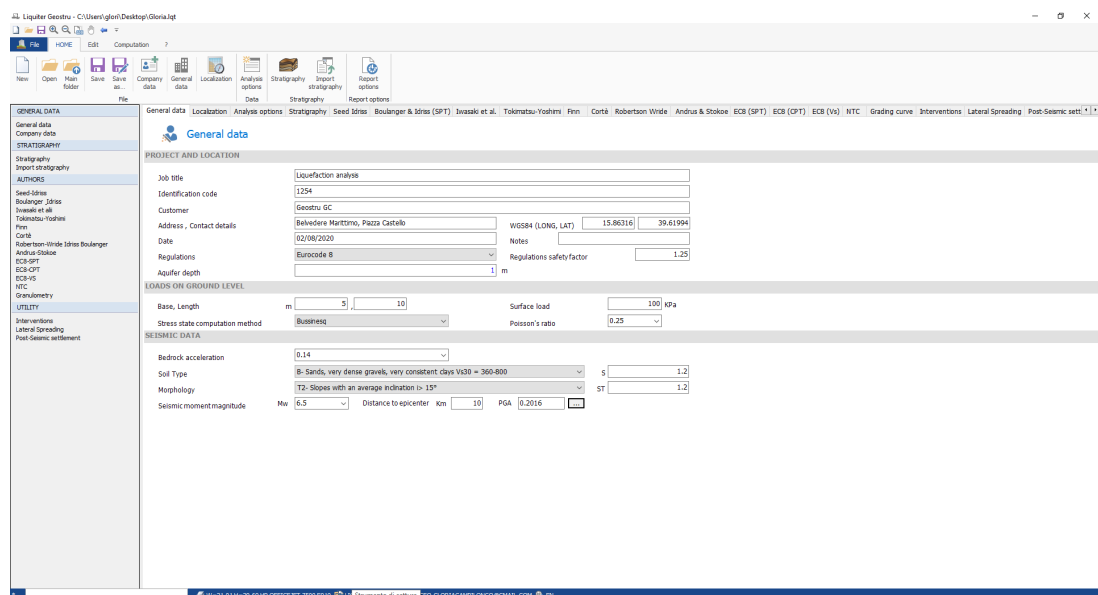 Liquiter Geostru - C:\Users\glori\Desktop\Gloria.lqt
File HOME Edit Computation ?
New Open Main folder Save Save as... Company data General data Localization Analysis options Stratigraphy Import stratigraphy Report options
File Data Stratigraphy Report options
General data Localization Analysis options Stratigraphy Seed Idriss Boulanger & Idriss (SPT) Iwasaki et al. Tokimatsu-Yoshimi Finn Cortè Robertson Wride Andrus & Stokoe EC8 (SPT) EC8 (CPT) EC8 (Vs) NTC Grading curve Interventions Lateral Spreading Post-Seismic sett
GENERAL DATA
General data
Company data
STRATIGRAPHY
Stratigraphy
Import stratigraphy
AUTHORS
Seed-Idriss
Boulanger_Idriss
Iwasaki et alii
Tokimatsu-Yoshimi
Finn
Cortè
Robertson-Wride Idriss Boulanger
Andrus-Stokoe
EC8-SPT
EC8-CPT
EC8-VS
NTC
Granulometry
UTILITY
Interventions
Lateral Spreading
Post-Seismic settlement
General data
PROJECT AND LOCATION
Job title Liquefaction analysis
Identification code 1254
Customer Geostru GC
Address , Contact details Belvedere Marittimo, Piazza Castello WGS84 (LONG, LAT) 15.86316 39.61994
Date 02/08/2020 Notes
Regulations Eurocode 8 Regulations safety factor 1.25
Aquifer depth 1 m
LOADS ON GROUND LEVEL
Base, Length m 5 , 10 Surface load 100 KPa
Stress state computation method Bussinesq Poisson's ratio 0.25
SEISMIC DATA
Bedrock acceleration 0.14
Soil Type B- Sands, very dense gravels, very consistent clays Vs30 = 360-800 S 1.2
Morphology T2- Slopes with an average inclination i> 15° ST 1.2
Seismic moment magnitude Mw 6.5 Distance to epicenter Km 10 PGA 0.2016 ...
Strumento di cattura